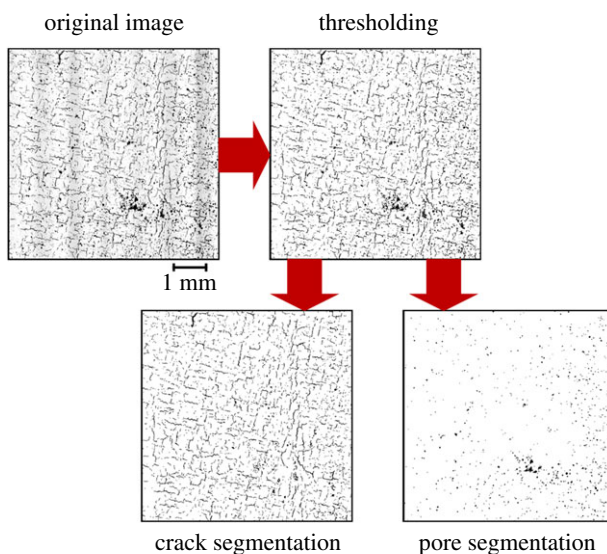 original image
thresholding
1 mm
crack segmentation
pore segmentation